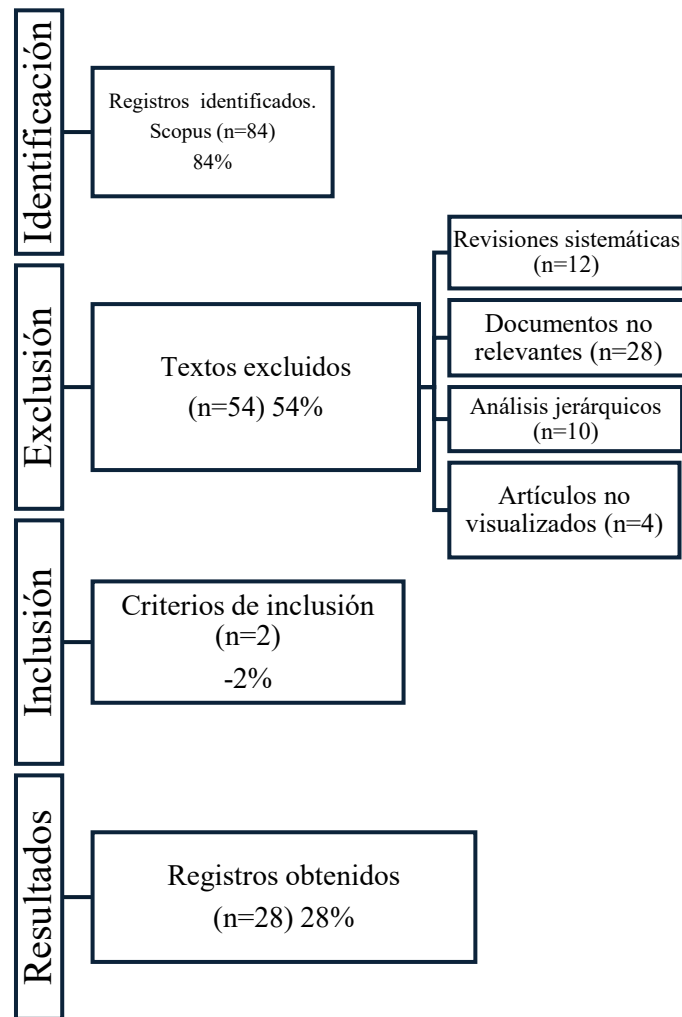 Identificación
Registros identificados.
Scopus (n=84)
84%
Exclusión
Textos excluidos
(n=54) 54%
Revisiones sistemáticas
(n=12)
Documentos no
relevantes (n=28)
Análisis jerárquicos
(n=10)
Artículos no
visualizados (n=4)
Inclusión
Criterios de inclusión
(n=2)
-2%
Resultados
Registros obtenidos
(n=28) 28%